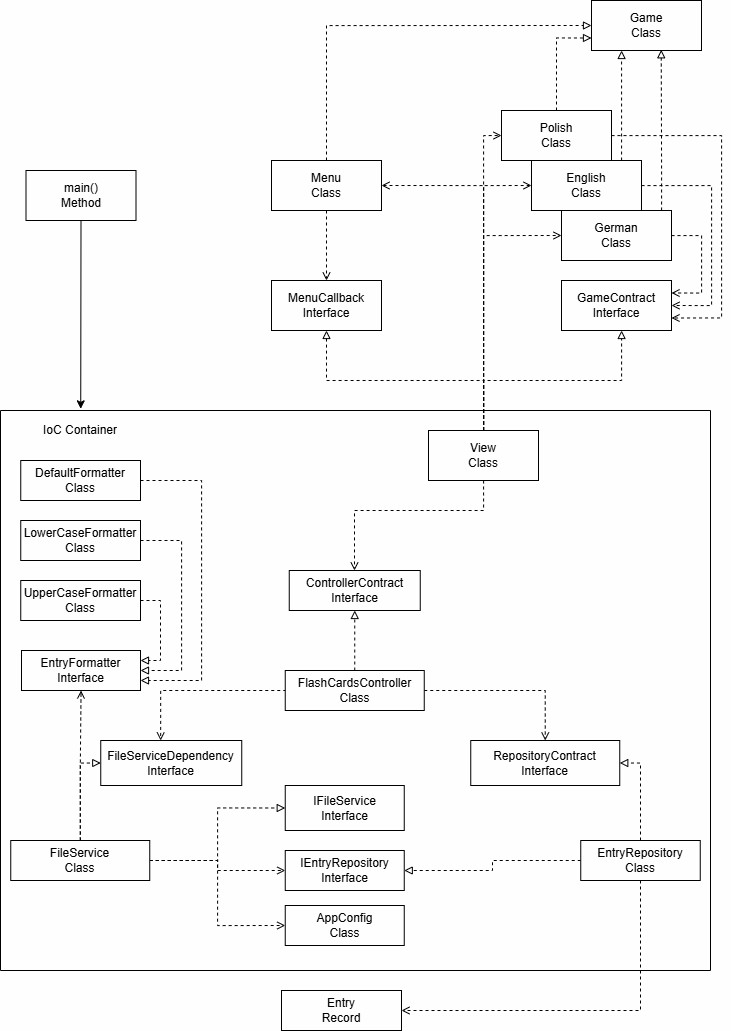 Game
Class
Polish
Class
main()
Method
Menu
Class
English
Class
German
Class
MenuCallback
Interface
GameContract
Interface
IoC Container
View
Class
DefaultFormatter
Class
LowerCaseFormatter
Class
ControllerContract
Interface
UpperCaseFormatter
Class
EntryFormatter
Interface
FlashCardsController
Class
FileServiceDependency
Interface
RepositoryContract
Interface
IFileService
Interface
FileService
Class
IEntryRepository
Interface
EntryRepository
Class
AppConfig
Class
Entry
Record